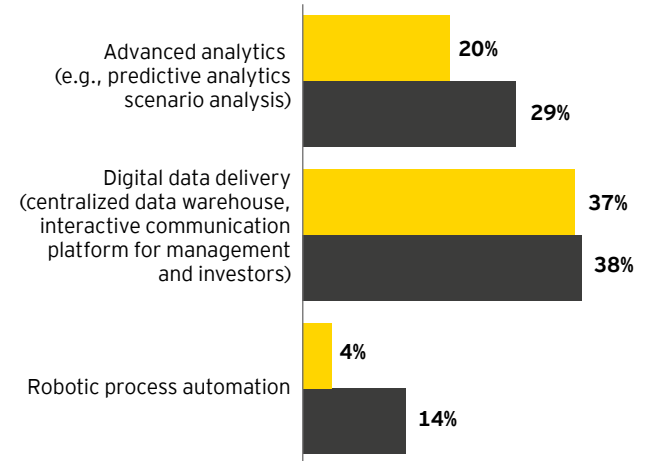 Advanced analytics
(e.g., predictive analytics
scenario analysis)
20%
29%
Digital data delivery
(centralized data warehouse,
interactive communication
platform for management
and investors)
37%
38%
Robotic process automation
4%
14%